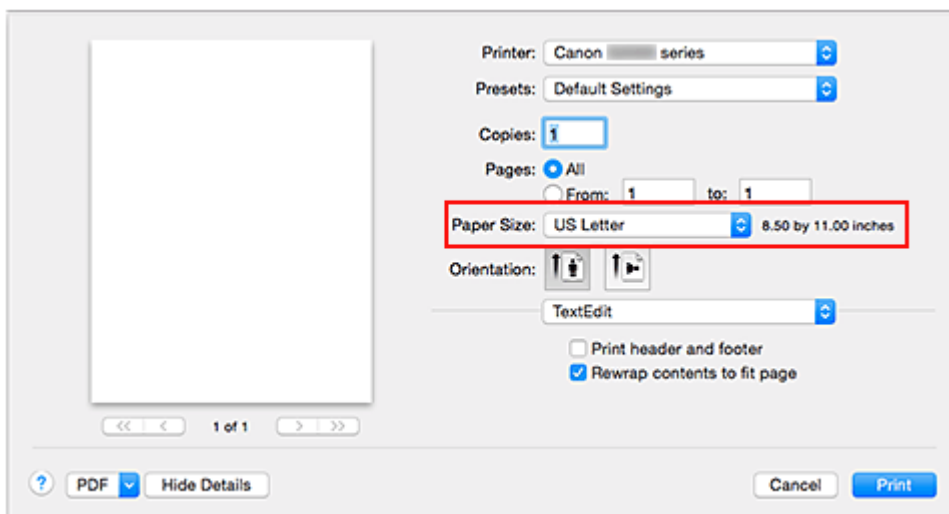 Printer: Canon series
Presets: Default Settings
Copies: 1
Pages: All
From: 1 to: 1
Paper Size: US Letter 8.50 by 11.00 inches
Orientation:
TextEdit
Print header and footer
Rewrap contents to fit page
<< < 1 of 1 > >>
? PDF Hide Details Cancel Print